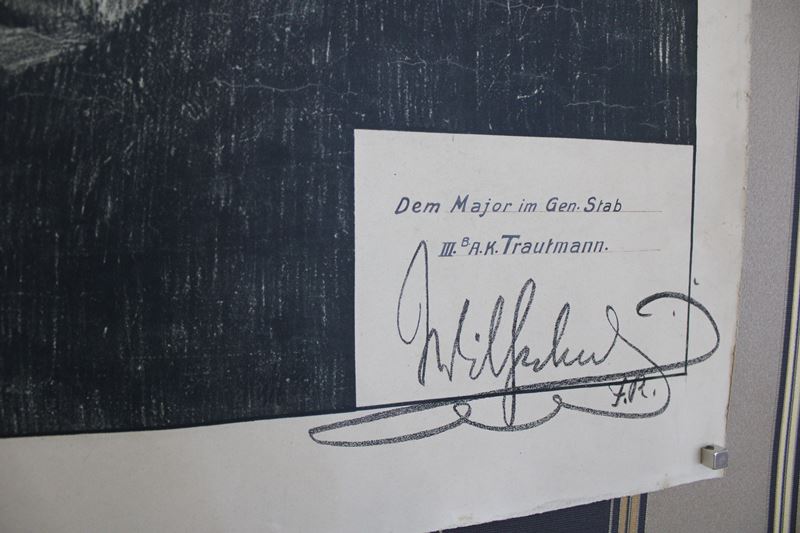 Dem Major im Gen. Stab
III. B A.K. Trautmann.
Wilhelm
I.R.